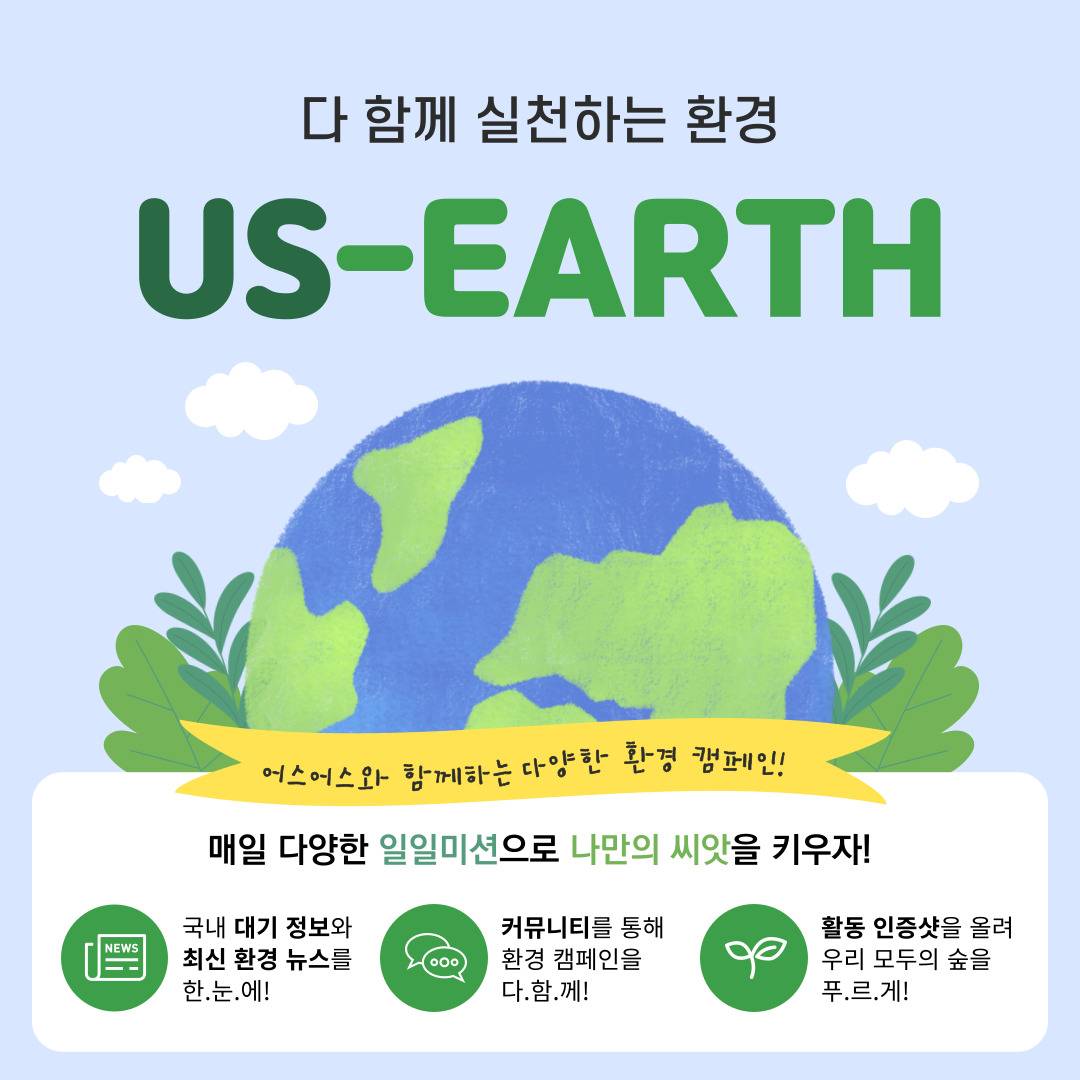 다 함께 실천하는 환경
US-EARTH
어스어스와 함께하는 다양한 환경 캠페인!
매일 다양한 일일미션으로 나만의 씨앗을 키우자!
NEWS
국내 대기 정보와
최신 환경 뉴스를
한.눈.에!
커뮤니티를 통해
환경 캠페인을
다.함.께!
활동 인증샷을 올려
우리 모두의 숲을
푸.르.게!